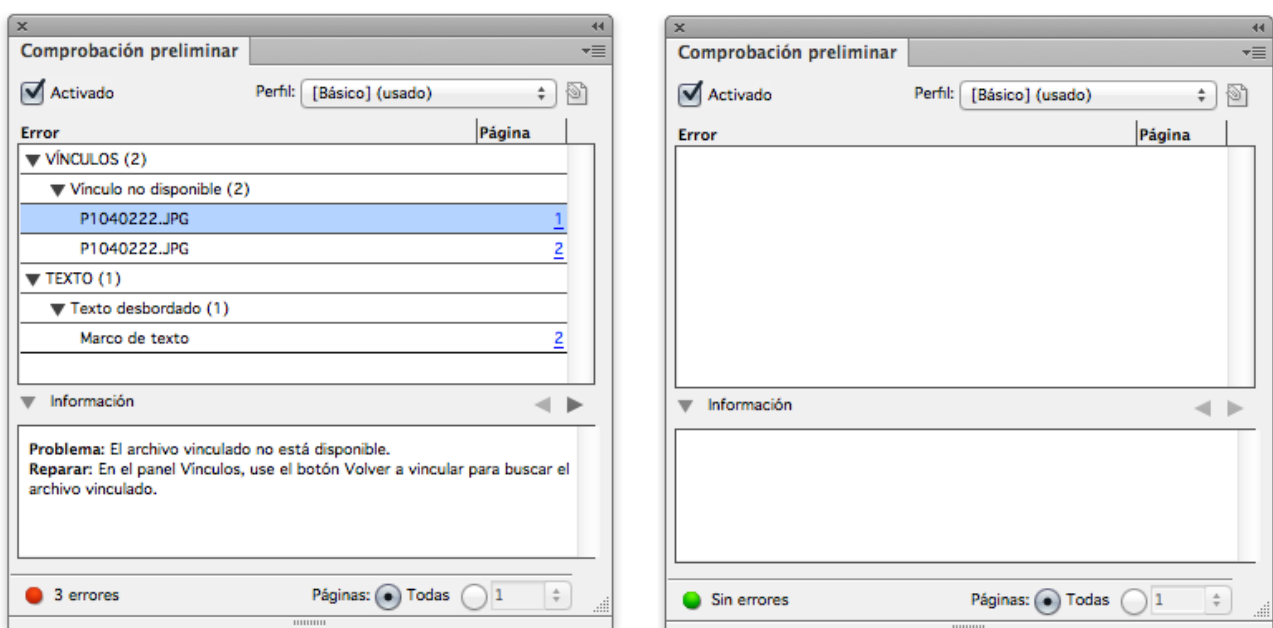 Comprobación preliminar
Activado Perfil: [Básico] (usado)
Error Página
VÍNCULOS (2)
Vínculo no disponible (2)
P1040222.JPG 1
P1040222.JPG 2
TEXTO (1)
Texto desbordado (1)
Marco de texto 2
Información
Problema: El archivo vinculado no está disponible.
Reparar: En el panel Vínculos, use el botón Volver a vincular para buscar el
archivo vinculado.
3 errores Páginas: Todas 1
Comprobación preliminar
Activado Perfil: [Básico] (usado)
Error Página
Información
Sin errores Páginas: Todas 1